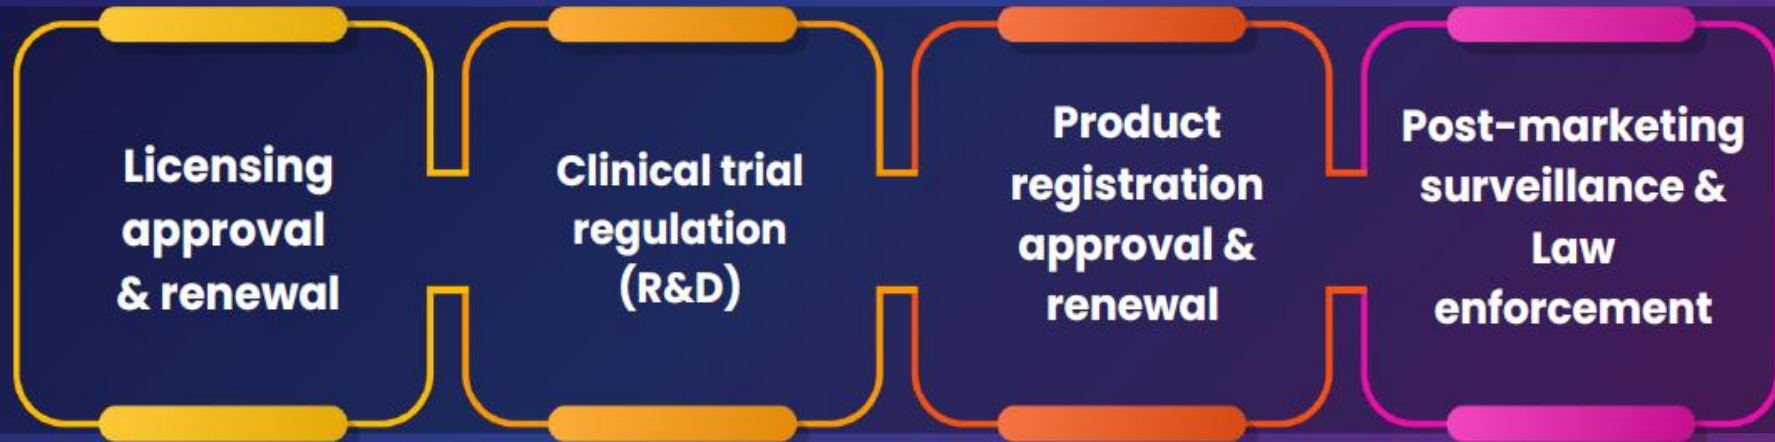 Licensing
approval
& renewal
Clinical trial
regulation
(R&D)
Product
registration
approval &
renewal
Post-marketing
surveillance &
Law
enforcement